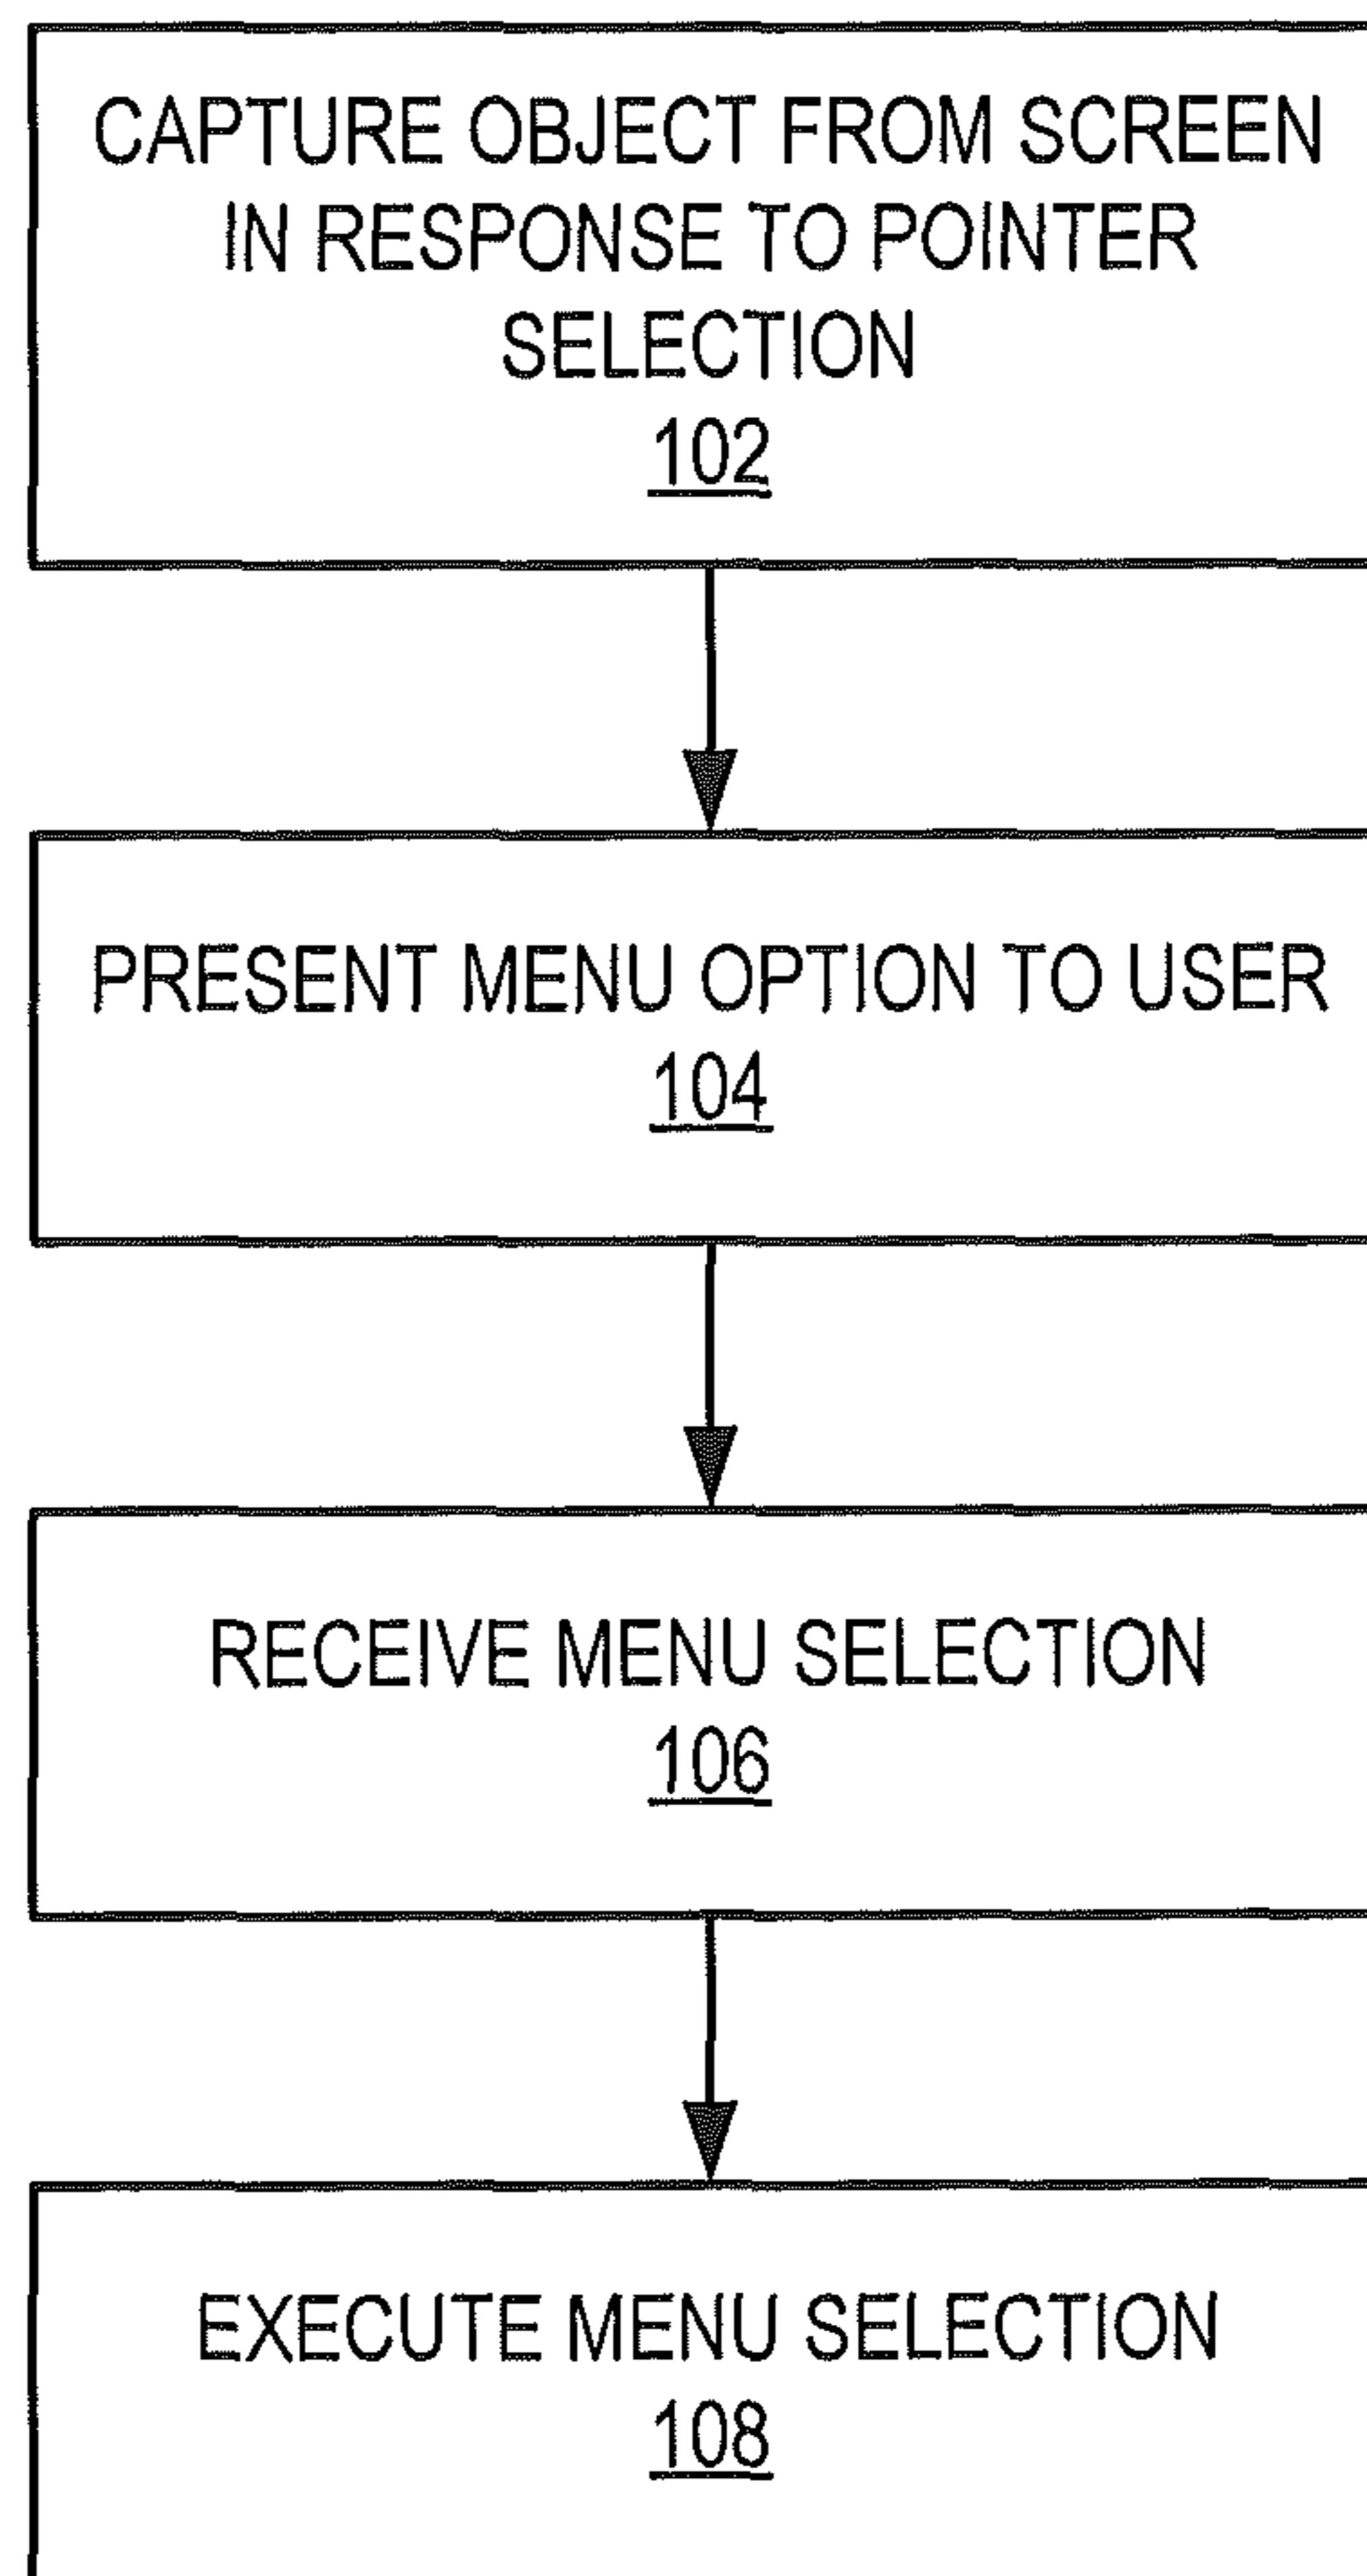 CAPTURE OBJECT FROM SCREEN
IN RESPONSE TO POINTER
SELECTION
102
PRESENT MENU OPTION TO USER
104
RECEIVE MENU SELECTION
106
EXECUTE MENU SELECTION
108